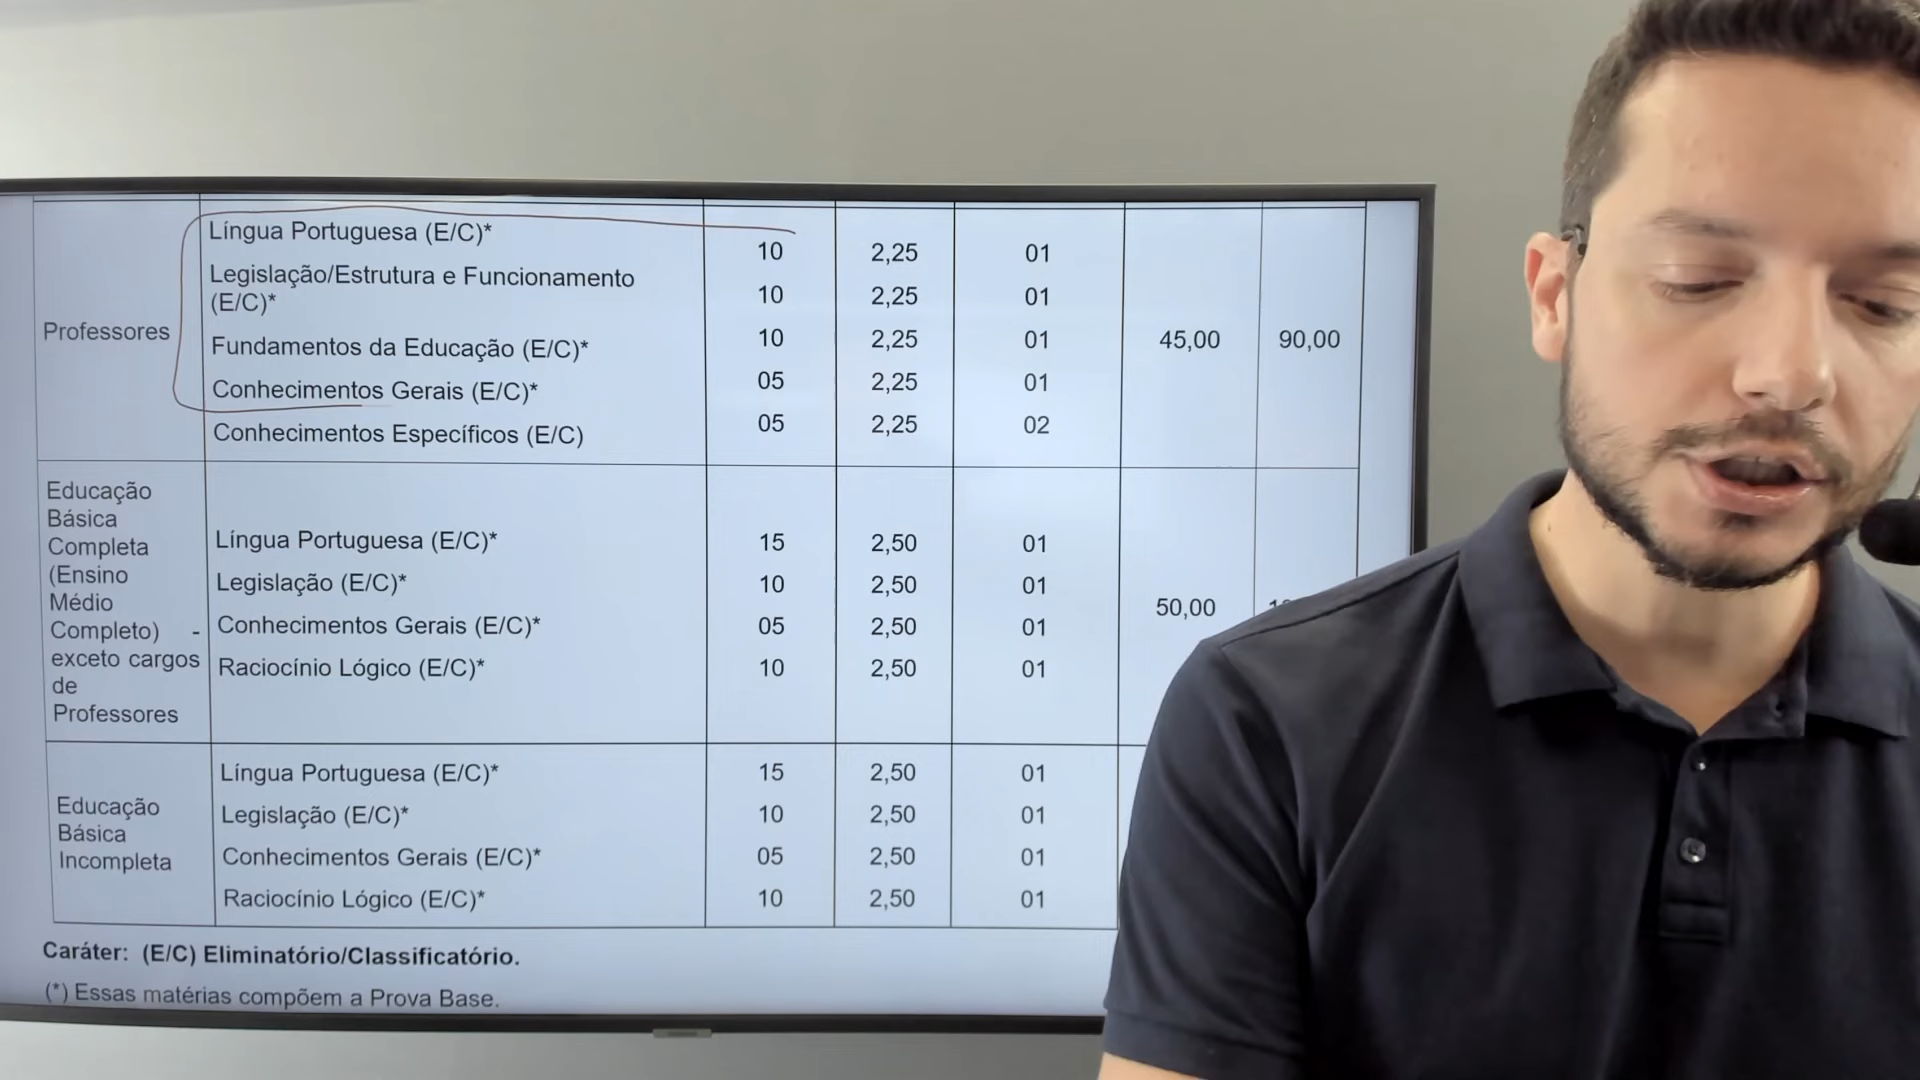 Professores
Língua Portuguesa (E/C)* 10 2,25 01
Legislação/Estrutura e Funcionamento
(E/C)* 10 2,25 01
Fundamentos da Educação (E/C)* 10 2,25 01
Conhecimentos Gerais (E/C)* 05 2,25 01
Conhecimentos Específicos (E/C) 05 2,25 02
45,00 90,00
Educação
Básica
Completa
(Ensino
Médio
Completo) -
exceto cargos
de
Professores
Língua Portuguesa (E/C)* 15 2,50 01
Legislação (E/C)* 10 2,50 01
Conhecimentos Gerais (E/C)* 05 2,50 01
Raciocínio Lógico (E/C)* 10 2,50 01
50,00
Educação
Básica
Incompleta
Língua Portuguesa (E/C)* 15 2,50 01
Legislação (E/C)* 10 2,50 01
Conhecimentos Gerais (E/C)* 05 2,50 01
Raciocínio Lógico (E/C)* 10 2,50 01
Caráter: (E/C) Eliminatório/Classificatório.
(*) Essas matérias compõem a Prova Base.